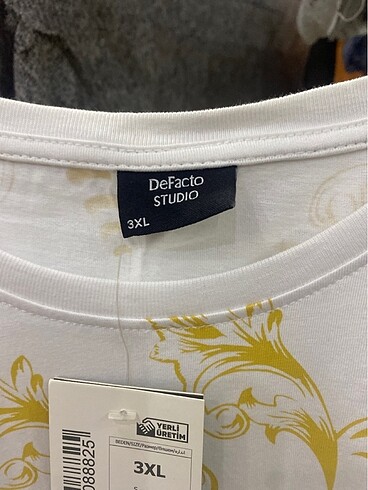 DeFacto
STUDIO
3XL
YERLİ
ÜRETİM
3XL
088825